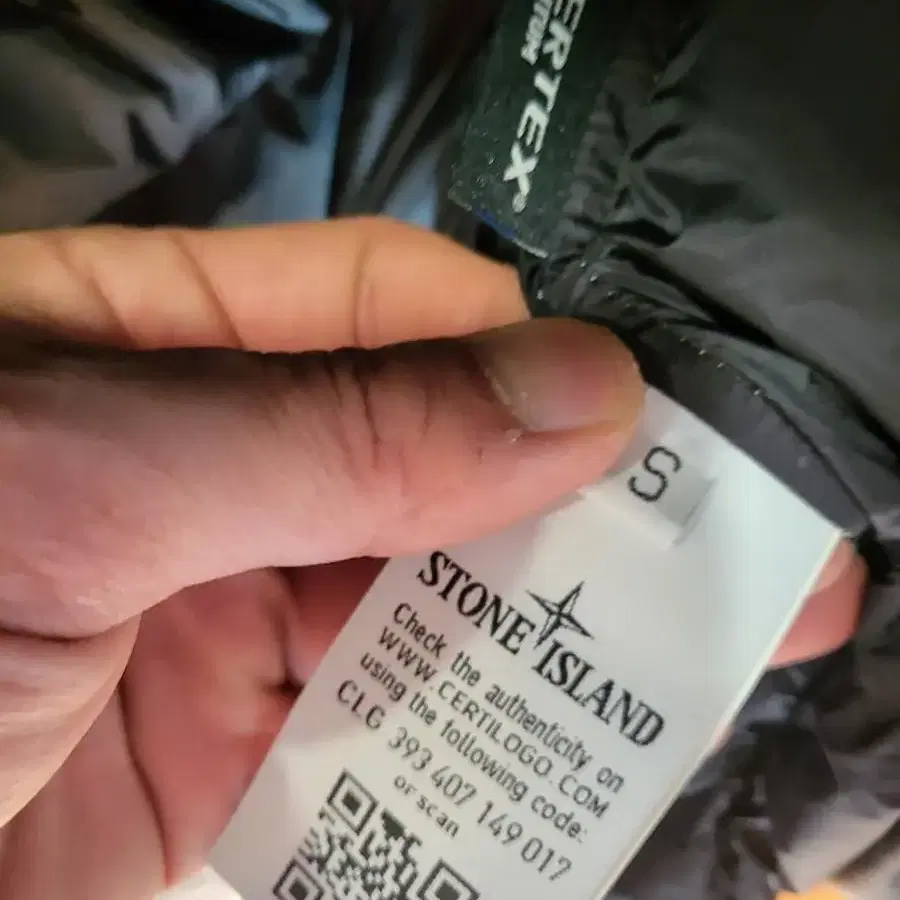 ERTEX®
TUM
S
STONE ISLAND
Check the authenticity on
WWW.CERTILOGO.COM
using the following code:
CLG 393 407 149 017
or scan